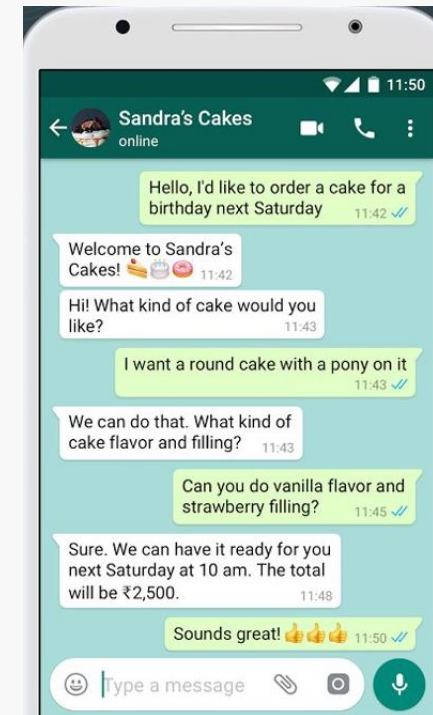 11:50
Sandra's Cakes
online
Hello, I'd like to order a cake for a
birthday next Saturday 11:42
Welcome to Sandra's
Cakes! 🍰🎂🍩 11:42
Hi! What kind of cake would you
like? 11:43
I want a round cake with a pony on it
11:43
We can do that. What kind of
cake flavor and filling? 11:43
Can you do vanilla flavor and
strawberry filling? 11:45
Sure. We can have it ready for you
next Saturday at 10 am. The total
will be ₹2,500. 11:48
Sounds great! 👍👍👍 11:50
Type a message